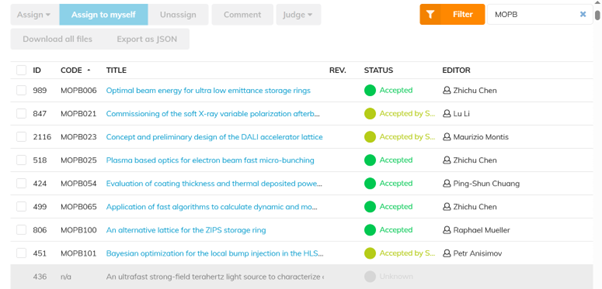 Assign Assign to myself Unassign Comment Judge Filter MOPB
Download all files Export as JSON
ID CODE TITLE REV. STATUS EDITOR
989 MOPB006 Optimal beam energy for ultra low emittance storage rings Accepted Zhichu Chen
847 MOPB021 Commissioning of the soft X-ray variable polarization afterb... Accepted by S... Lu Li
2116 MOPB023 Concept and preliminary design of the DALI accelerator lattice Accepted by S... Maurizio Montis
518 MOPB025 Plasma based optics for electron beam fast micro-bunching Accepted Zhichu Chen
424 MOPB054 Evaluation of coating thickness and thermal deposited powe... Accepted Ping-Shun Chuang
499 MOPB065 Application of fast algorithms to calculate dynamic and mo... Accepted Zhichu Chen
806 MOPB100 An alternative lattice for the ZIPS storage ring Accepted Raphael Mueller
451 MOPB101 Bayesian optimization for the local bump injection in the HLS... Accepted by S... Petr Anisimov
436 n/a An ultrafast strong-field terahertz light source to characterize Unknown